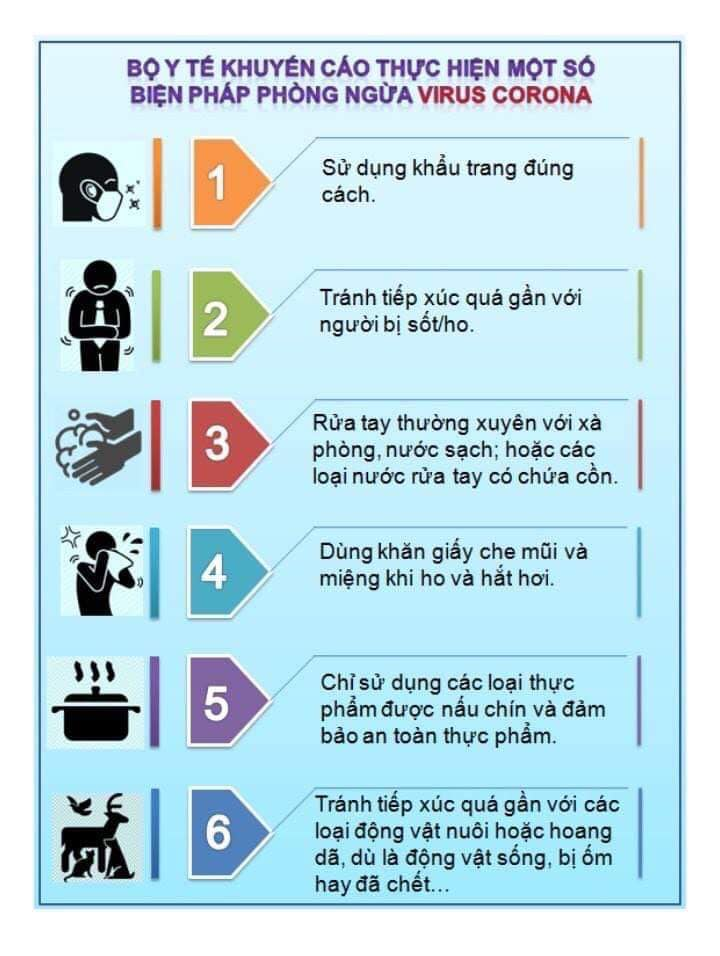 BỘ Y TẾ KHUYẾN CÁO THỰC HIỆN MỘT SỐ
BIỆN PHÁP PHÒNG NGỪA VIRUS CORONA
1
Sử dụng khẩu trang đúng
cách.
2
Tránh tiếp xúc quá gần với
người bị sốt/ho.
3
Rửa tay thường xuyên với xà
phòng, nước sạch; hoặc các
loại nước rửa tay có chứa cồn.
4
Dùng khăn giấy che mũi và
miệng khi ho và hắt hơi.
5
Chỉ sử dụng các loại thực
phẩm được nấu chín và đảm
bảo an toàn thực phẩm.
6
Tránh tiếp xúc quá gần với các
loại động vật nuôi hoặc hoang
dã, dù là động vật sống, bị ốm
hay đã chết...